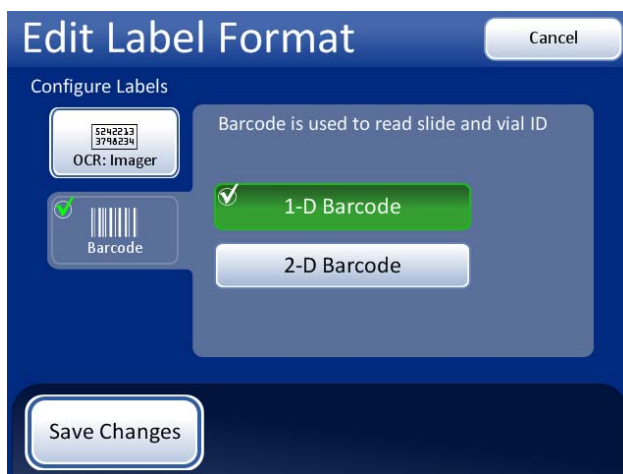 Edit Label Format
Cancel
Configure Labels
5242213
3798234
OCR: Imager
Barcode
Barcode is used to read slide and vial ID
1-D Barcode
2-D Barcode
Save Changes